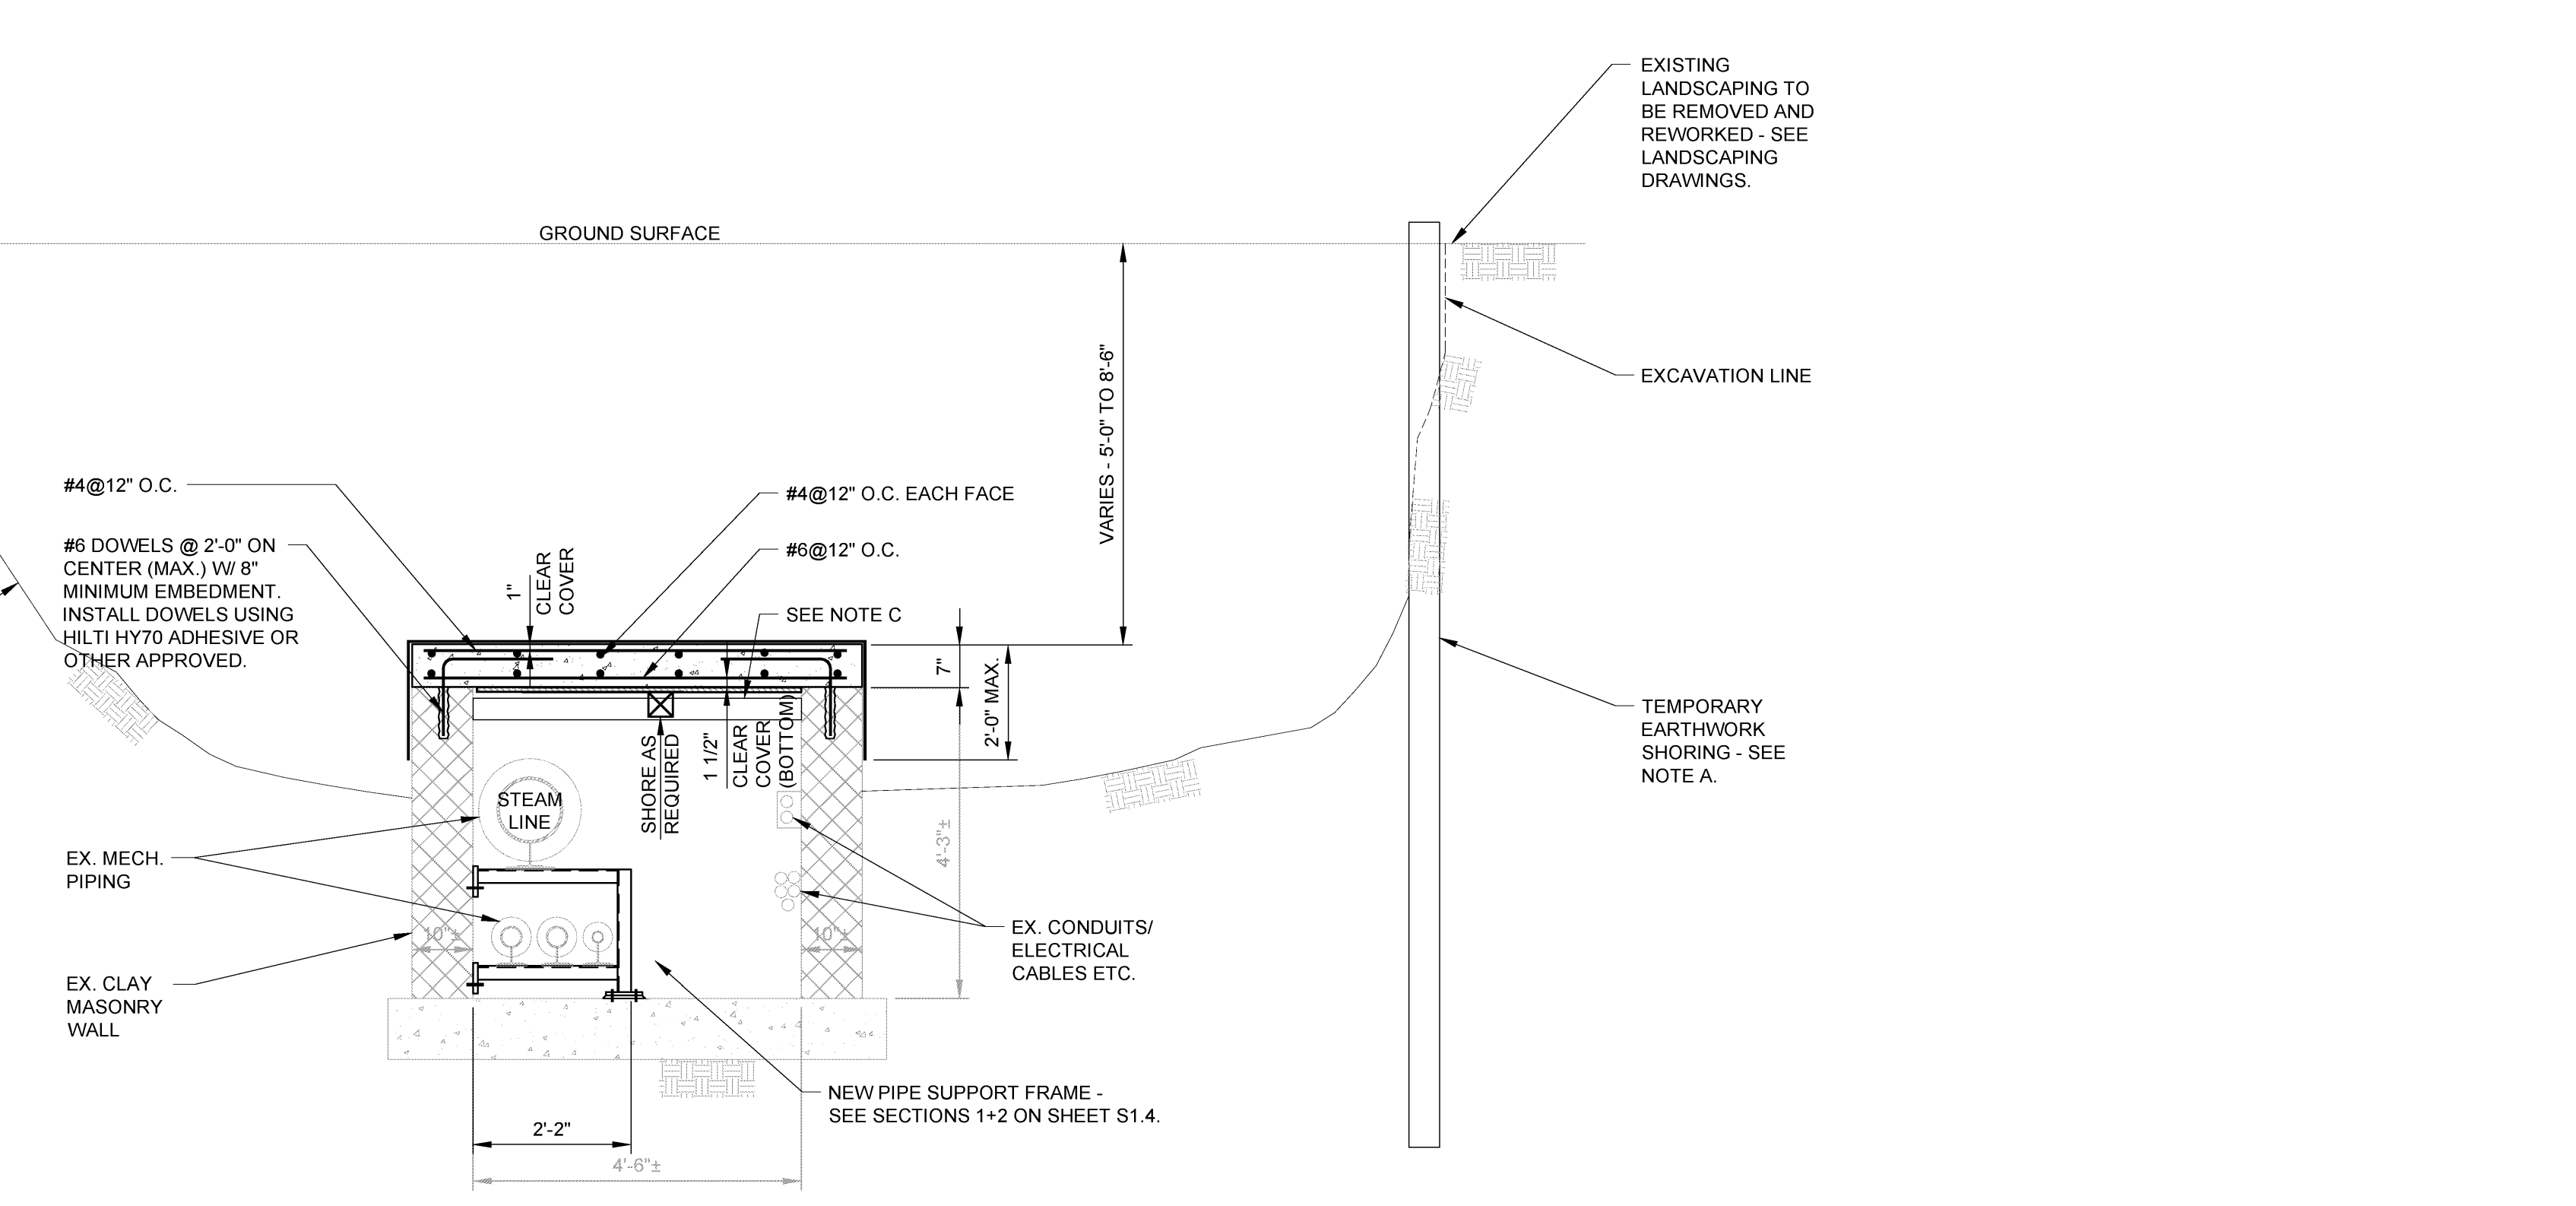 EXISTING
LANDSCAPING TO
BE REMOVED AND
REWORKED - SEE
LANDSCAPING
DRAWINGS.
GROUND SURFACE
EXCAVATION LINE
VARIES - 5'-0" TO 8'-6"
#4@12" O.C.
#4@12" O.C. EACH FACE
#6 DOWELS @ 2'-0" ON
CENTER (MAX.) W/ 8"
MINIMUM EMBEDMENT.
INSTALL DOWELS USING
HILTI HY70 ADHESIVE OR
OTHER APPROVED.
1"
CLEAR
COVER
#6@12" O.C.
SEE NOTE C
7"
2'-0" MAX.
SHORE AS
REQUIRED
1 1/2"
CLEAR
COVER
(BOTTOM)
TEMPORARY
EARTHWORK
SHORING - SEE
NOTE A.
STEAM
LINE
4'-3"±
EX. MECH.
PIPING
10"±
10"±
EX. CONDUITS/
ELECTRICAL
CABLES ETC.
EX. CLAY
MASONRY
WALL
NEW PIPE SUPPORT FRAME -
SEE SECTIONS 1+2 ON SHEET S1.4.
2'-2"
4'-6"±